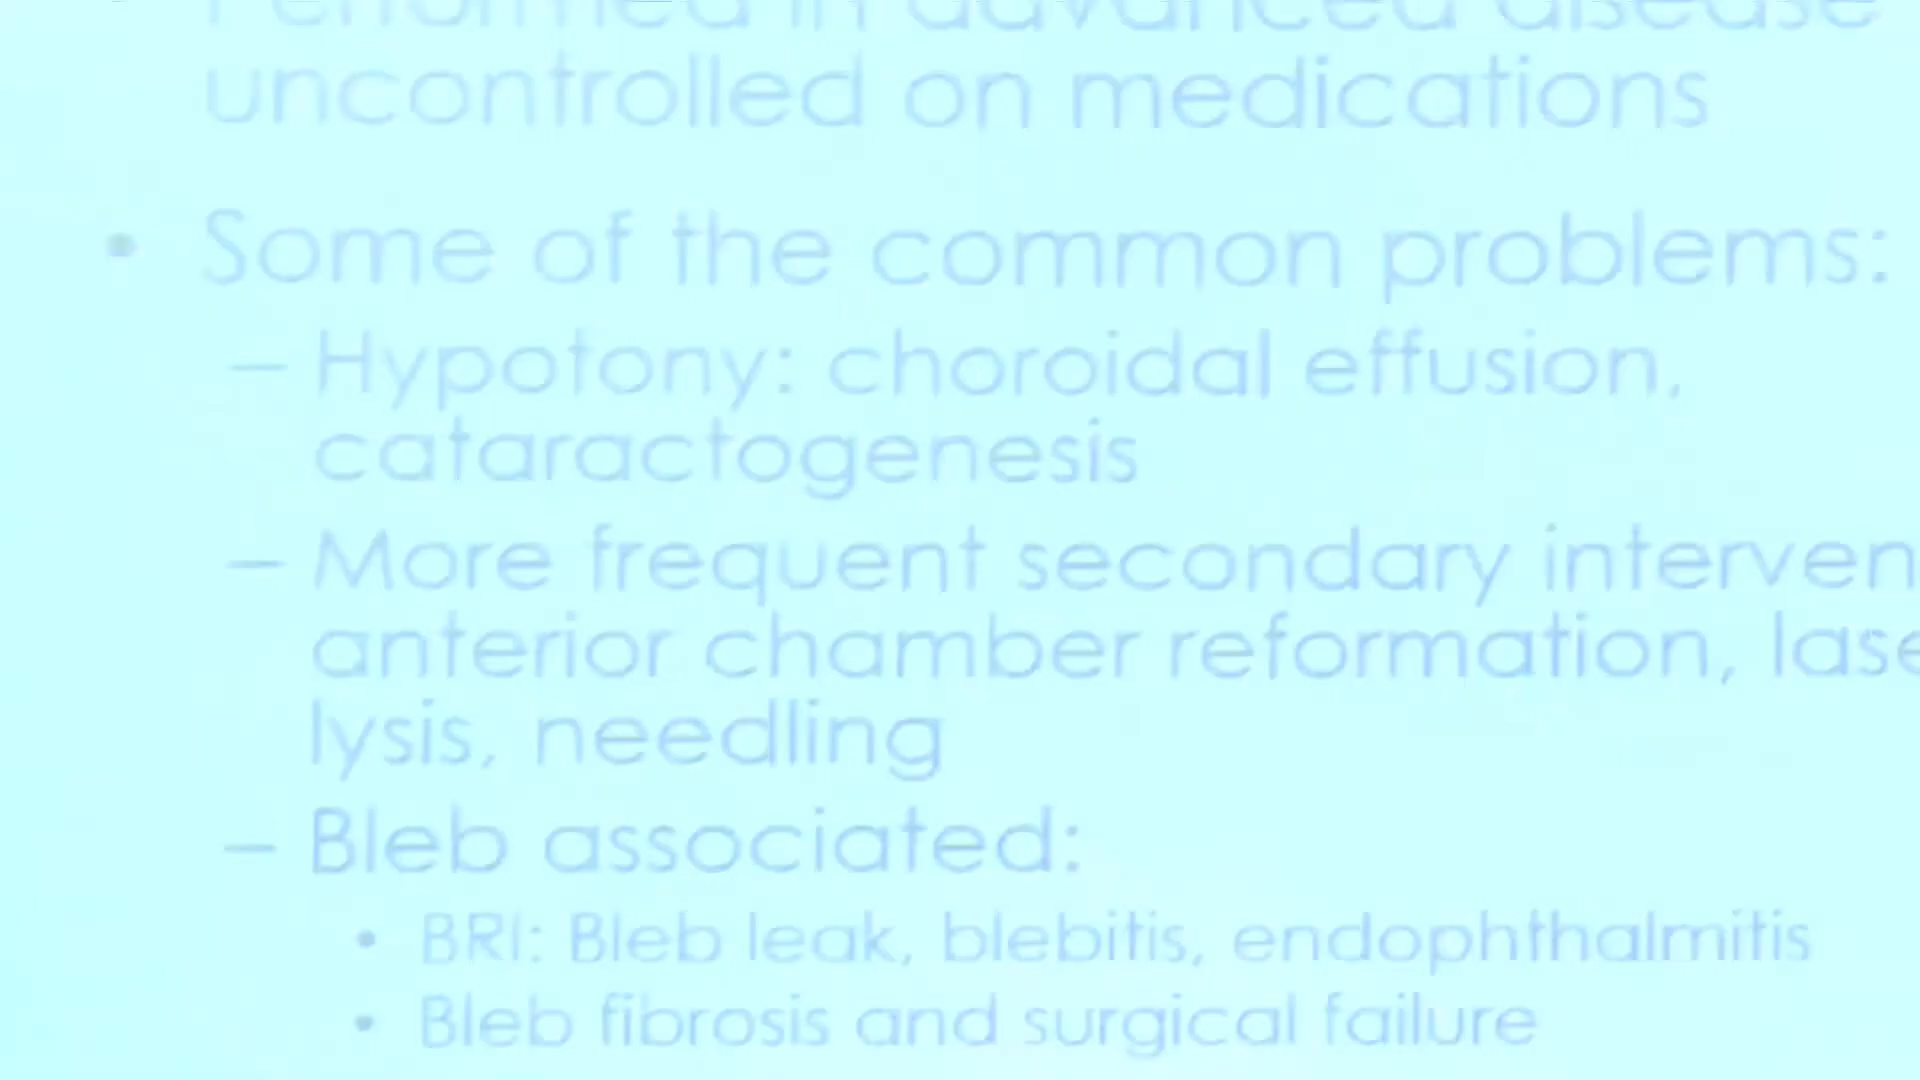 Performed in advanced disease
uncontrolled on medications
• Some of the common problems:
– Hypotony: choroidal effusion,
cataractogenesis
– More frequent secondary interven
anterior chamber reformation, lase
lysis, needling
– Bleb associated:
• BRI: Bleb leak, blebitis, endophthalmitis
• Bleb fibrosis and surgical failure